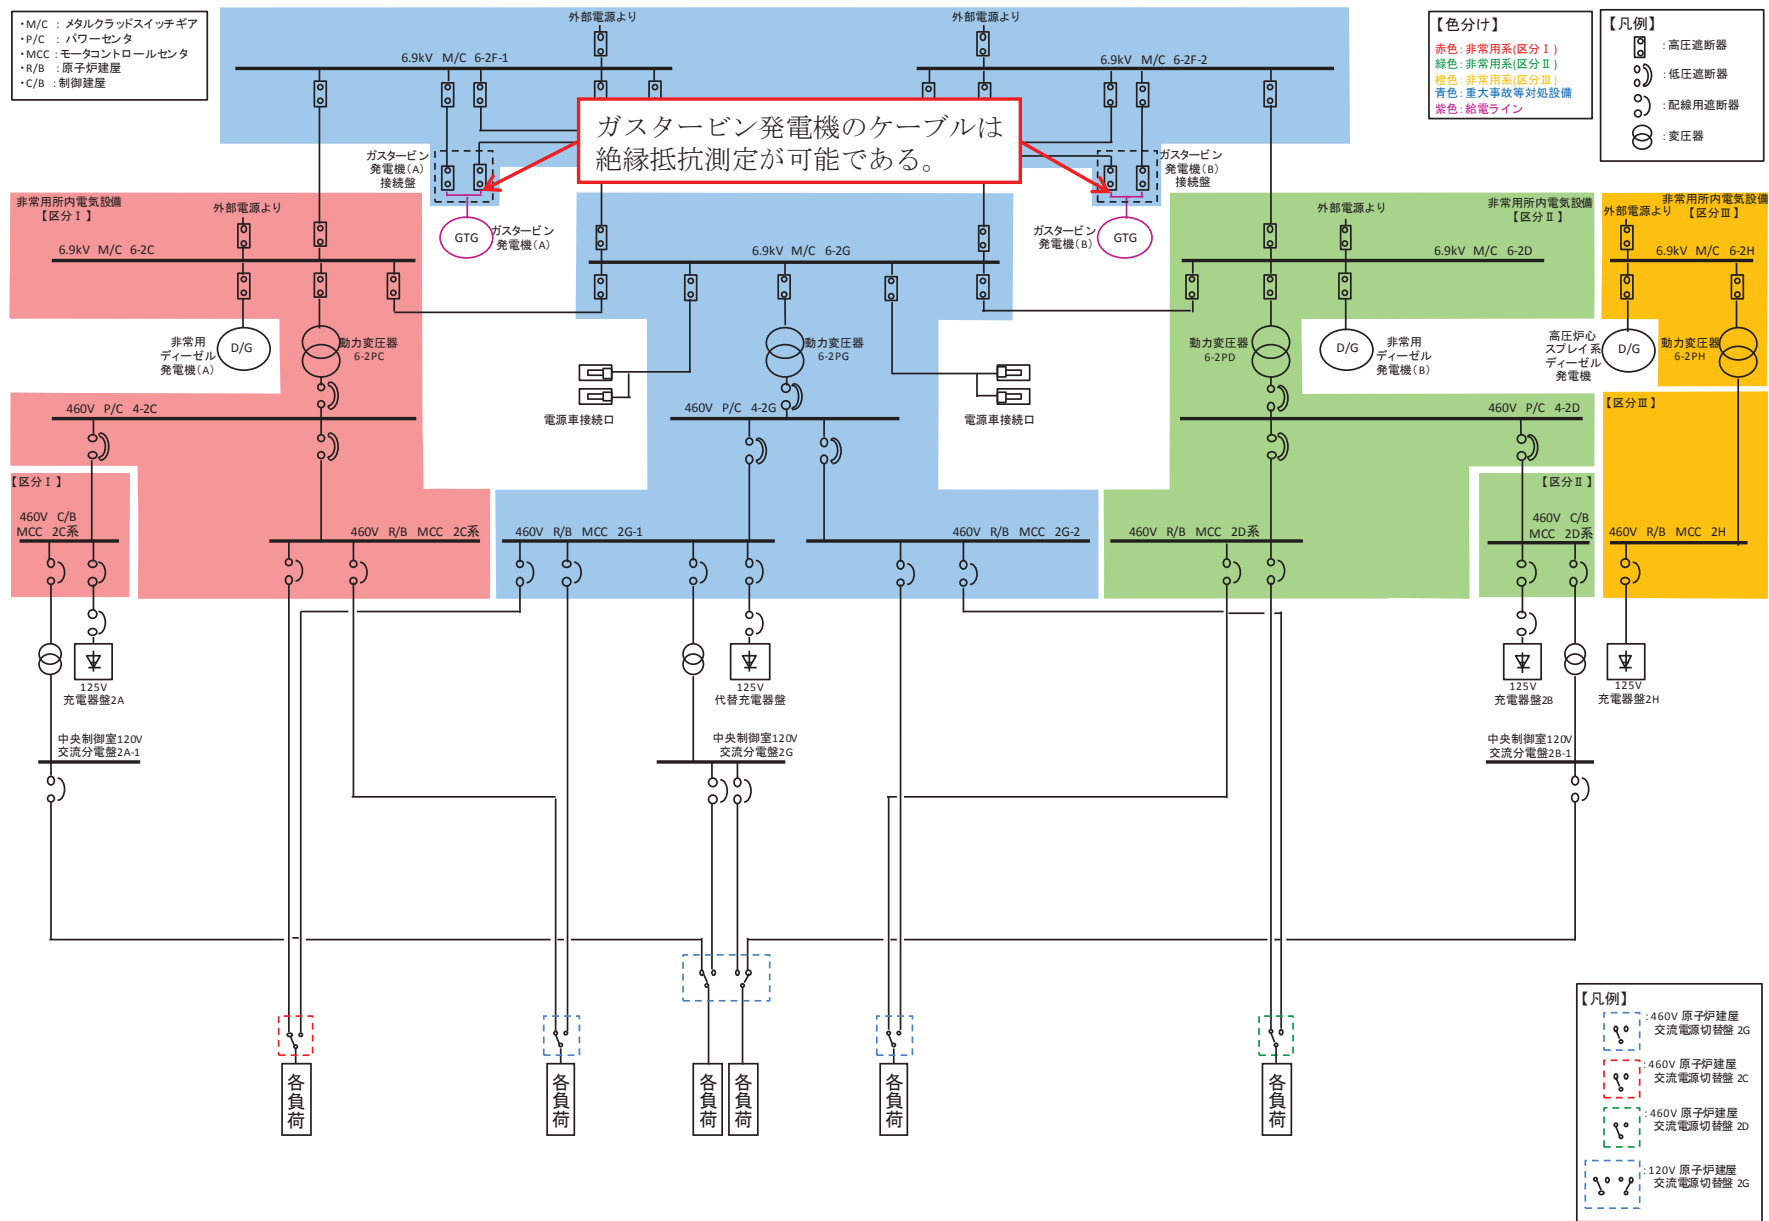 ・M/C ：メタルクラッドスイッチギア
・P/C ：パワーセンタ
・MCC：モータコントロールセンタ
・R/B ：原子炉建屋
・C/B ：制御建屋
外部電源より
外部電源より
6.9kV M/C 6-2F-1
6.9kV M/C 6-2F-2
【色分け】
赤色：非常用系(区分Ⅰ)
緑色：非常用系(区分Ⅱ)
橙色：非常用系(区分Ⅲ)
青色：重大事故等対処設備
紫色：給電ライン
【凡例】
：高圧遮断器
：低圧遮断器
：配線用遮断器
：変圧器
ガスタービン発電機のケーブルは
絶縁抵抗測定が可能である。
ガスタービン
発電機(A)
接続盤
ガスタービン
発電機(B)
接続盤
GTG
ガスタービン
発電機(A)
ガスタービン
発電機(B)
GTG
非常用所内電気設備
【区分Ⅰ】
外部電源より
6.9kV M/C 6-2C
6.9kV M/C 6-2G
外部電源より
非常用所内電気設備
【区分Ⅱ】
6.9kV M/C 6-2D
非常用所内電気設備
外部電源より
【区分Ⅲ】
6.9kV M/C 6-2H
非常用
ディーゼル
発電機(A)
D/G
動力変圧器
6-2PC
動力変圧器
6-2PG
動力変圧器
6-2PD
D/G
非常用
ディーゼル
発電機(B)
高圧炉心
スプレイ系
ディーゼル
発電機
D/G
動力変圧器
6-2PH
電源車接続口
電源車接続口
460V P/C 4-2C
460V P/C 4-2G
460V P/C 4-2D
【区分Ⅲ】
【区分Ⅰ】
【区分Ⅱ】
460V C/B
MCC 2C系
460V R/B MCC 2C系
460V R/B MCC 2G-1
460V R/B MCC 2G-2
460V R/B MCC 2D系
460V C/B
MCC 2D系
460V R/B MCC 2H
125V
充電器盤2A
125V
代替充電器盤
125V
充電器盤2B
125V
充電器盤2H
中央制御室120V
交流分電盤2A-1
中央制御室120V
交流分電盤2G
中央制御室120V
交流分電盤2B-1
各負荷
各負荷
各負荷
各負荷
各負荷
各負荷
【凡例】
：460V 原子炉建屋
交流電源切替盤 2G
：460V 原子炉建屋
交流電源切替盤 2C
：460V 原子炉建屋
交流電源切替盤 2D
：120V 原子炉建屋
交流電源切替盤 2G